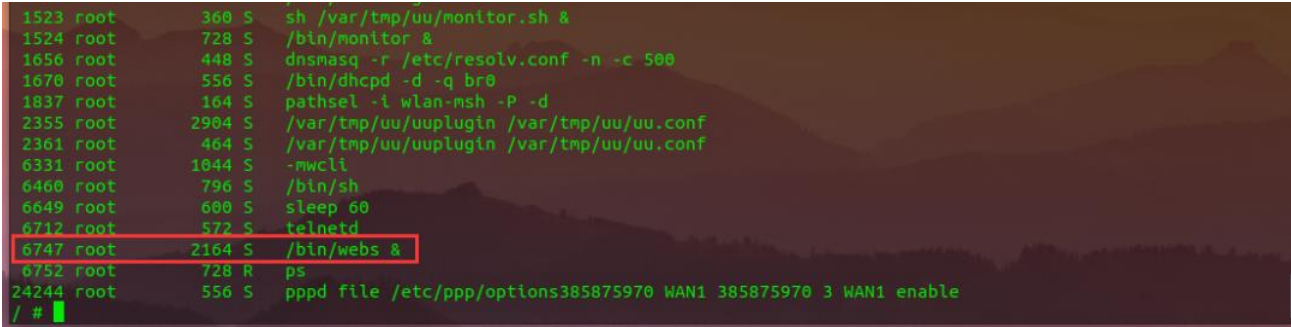 1523 root 360 S sh /var/tmp/uu/monitor.sh &
1524 root 728 S /bin/monitor &
1656 root 448 S dnsmasq -r /etc/resolv.conf -n -c 500
1670 root 556 S /bin/dhcpd -d -q br0
1837 root 164 S pathsel -i wlan-msh -P -d
2355 root 2904 S /var/tmp/uu/uuplugin /var/tmp/uu/uu.conf
2361 root 464 S /var/tmp/uu/uuplugin /var/tmp/uu/uu.conf
6331 root 1044 S -mwcli
6460 root 796 S /bin/sh
6649 root 600 S sleep 60
6712 root 572 S telnetd
6747 root 2164 S /bin/webs &
6752 root 728 R ps
24244 root 556 S pppd file /etc/ppp/options385875970 WAN1 385875970 3 WAN1 enable
/ #